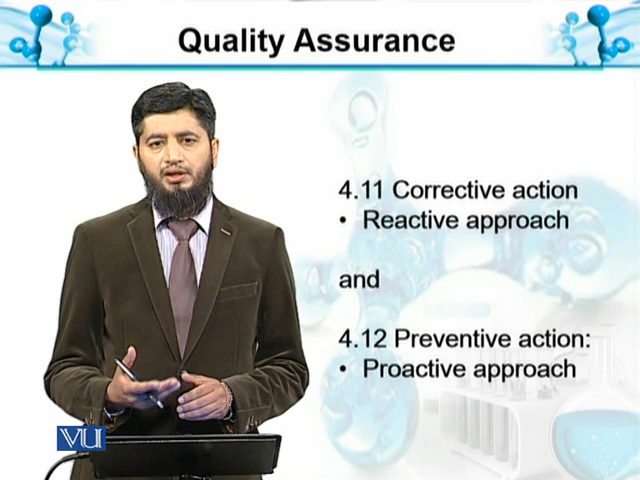 Quality Assurance
4.11 Corrective action
• Reactive approach
and
4.12 Preventive action:
• Proactive approach
VU